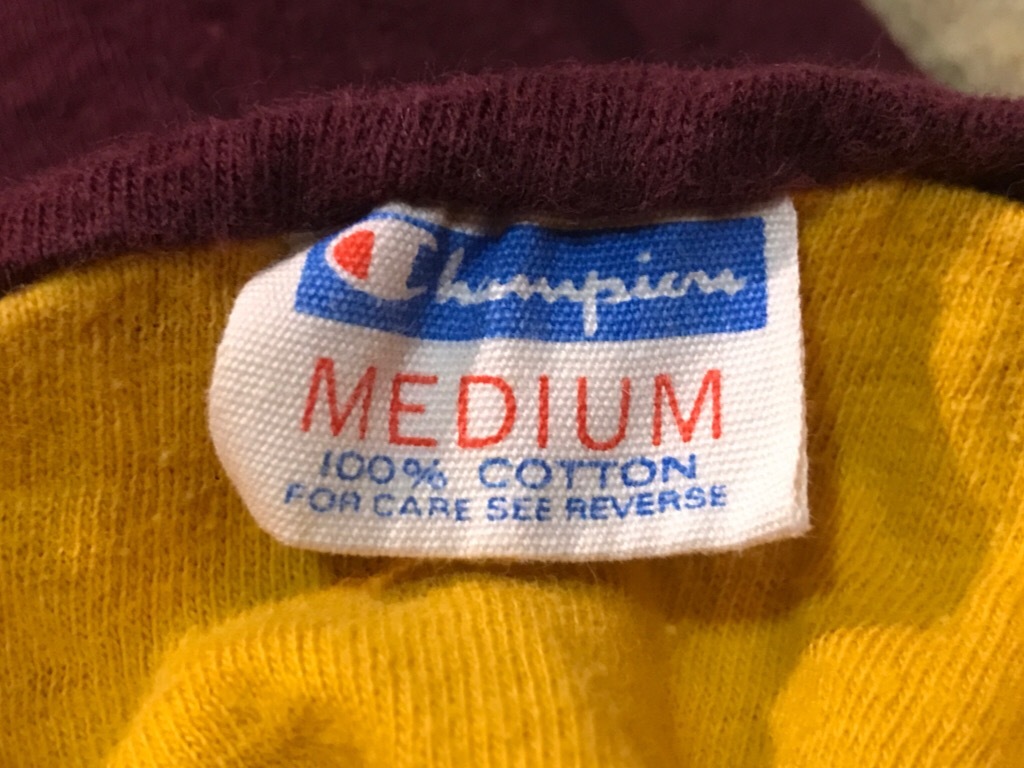 Champion
MEDIUM
100% COTTON
FOR CARE SEE REVERSE